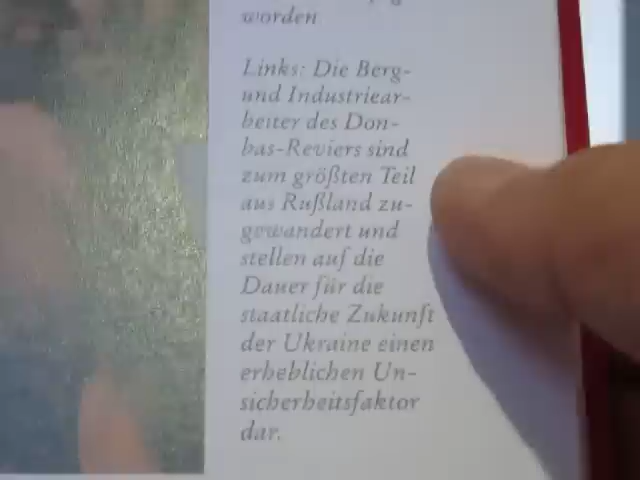 worden
Links: Die Berg-
und Industriear-
beiter des Don-
bas-Reviers sind
zum größten Teil
aus Rußland zu-
gewandert und
stellen auf die
Dauer für die
staatliche Zukunft
der Ukraine einen
erheblichen Un-
sicherheitsfaktor
dar.